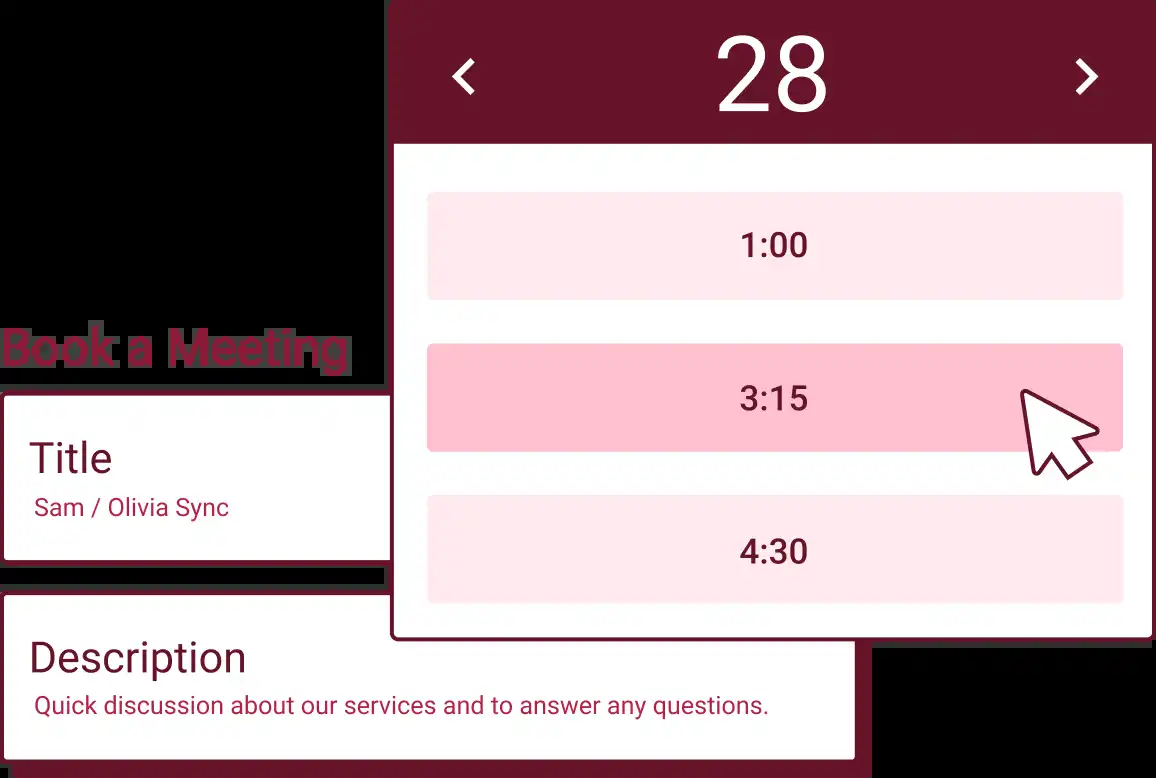 28
1:00
3:15
4:30
Book a Meeting
Title
Sam / Olivia Sync
Description
Quick discussion about our services and to answer any questions.